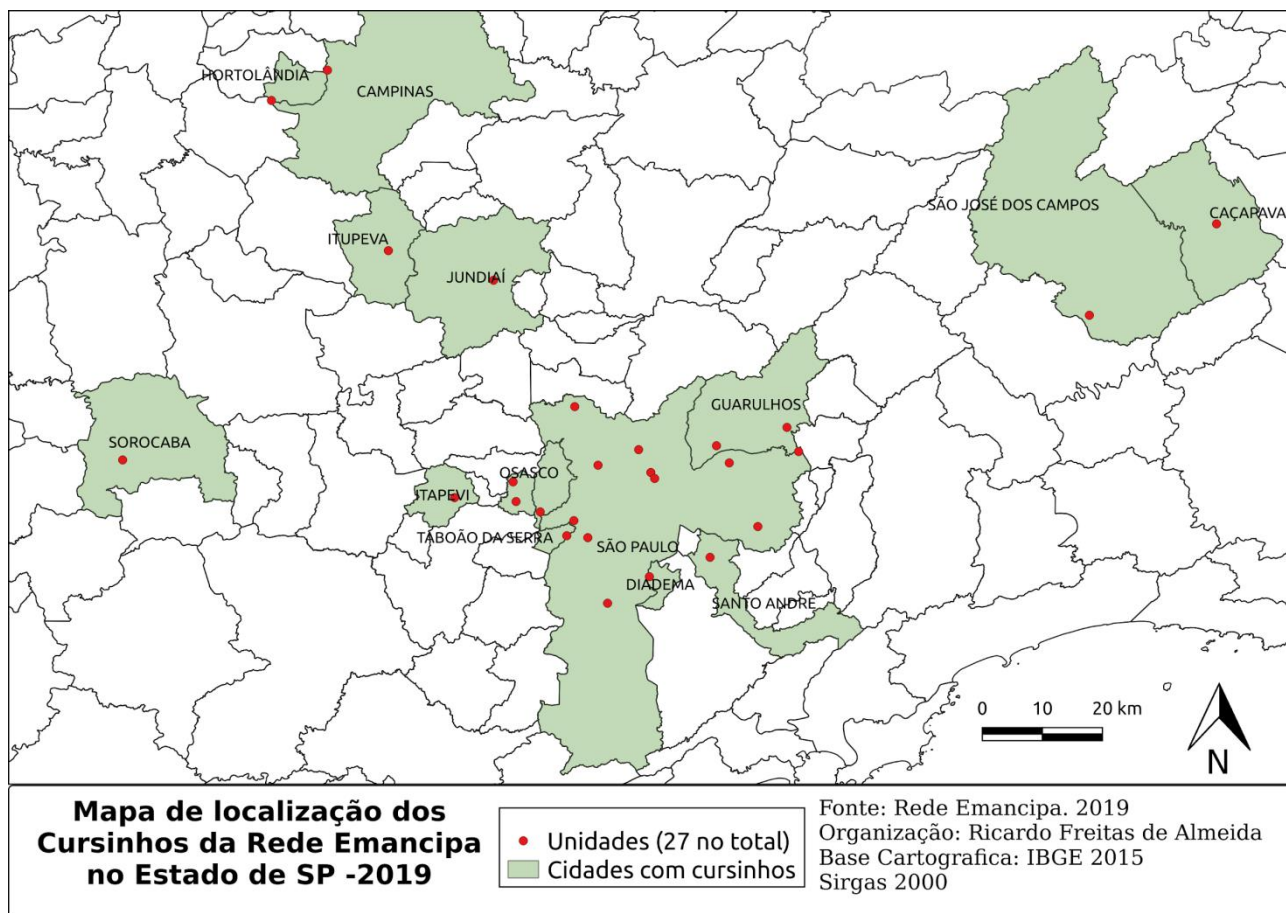 HORTOLÂNDIA
CAMPINAS
SÃO JOSÉ DOS CAMPOS
CAÇAPAVA
ITUPEVA
JUNDIAÍ
GUARULHOS
SOROCABA
OSASCO
ITAPEVI
TABOÃO DA SERRA
SÃO PAULO
DIADEMA
SANTO ANDRÉ
0 10 20 km
N
Mapa de localização dos
Cursinhos da Rede Emancipa
no Estado de SP -2019
Unidades (27 no total)
Cidades com cursinhos
Fonte: Rede Emancipa. 2019
Organização: Ricardo Freitas de Almeida
Base Cartografica: IBGE 2015
Sirgas 2000